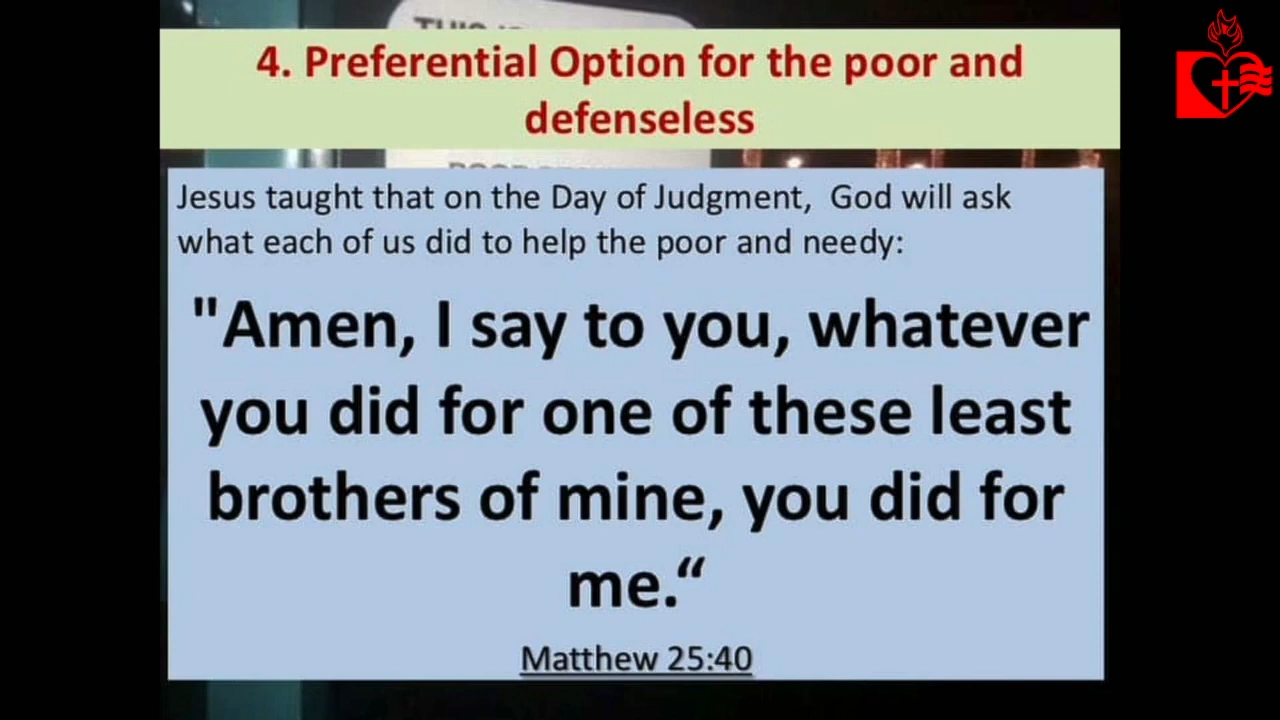 4. Preferential Option for the poor and
defenseless
Jesus taught that on the Day of Judgment,  God will ask
what each of us did to help the poor and needy:
"Amen, I say to you, whatever
you did for one of these least
brothers of mine, you did for
me.“
Matthew 25:40